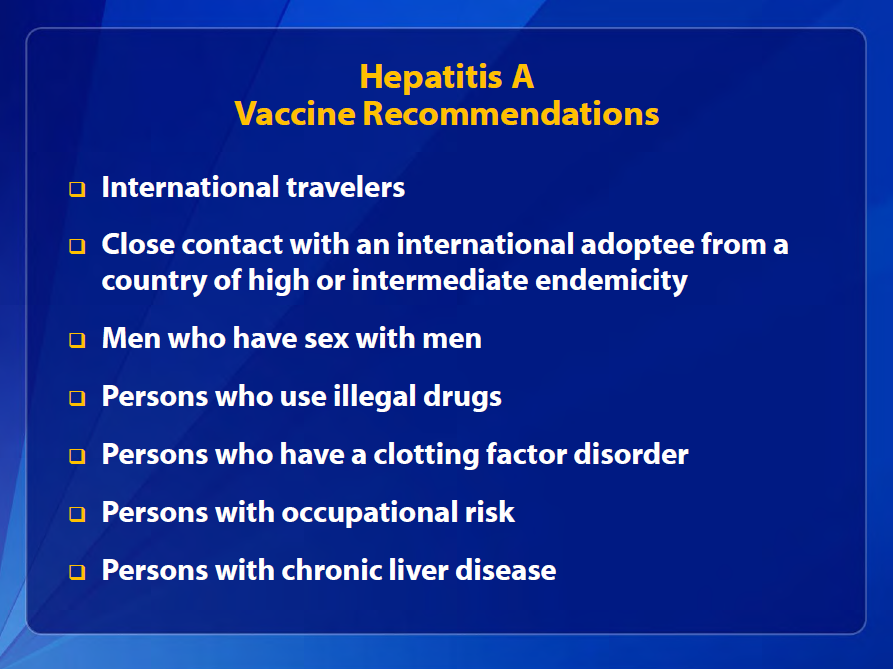 Hepatitis A
Vaccine Recommendations
❑ International travelers
❑ Close contact with an international adoptee from a
country of high or intermediate endemicity
❑ Men who have sex with men
❑ Persons who use illegal drugs
❑ Persons who have a clotting factor disorder
❑ Persons with occupational risk
❑ Persons with chronic liver disease